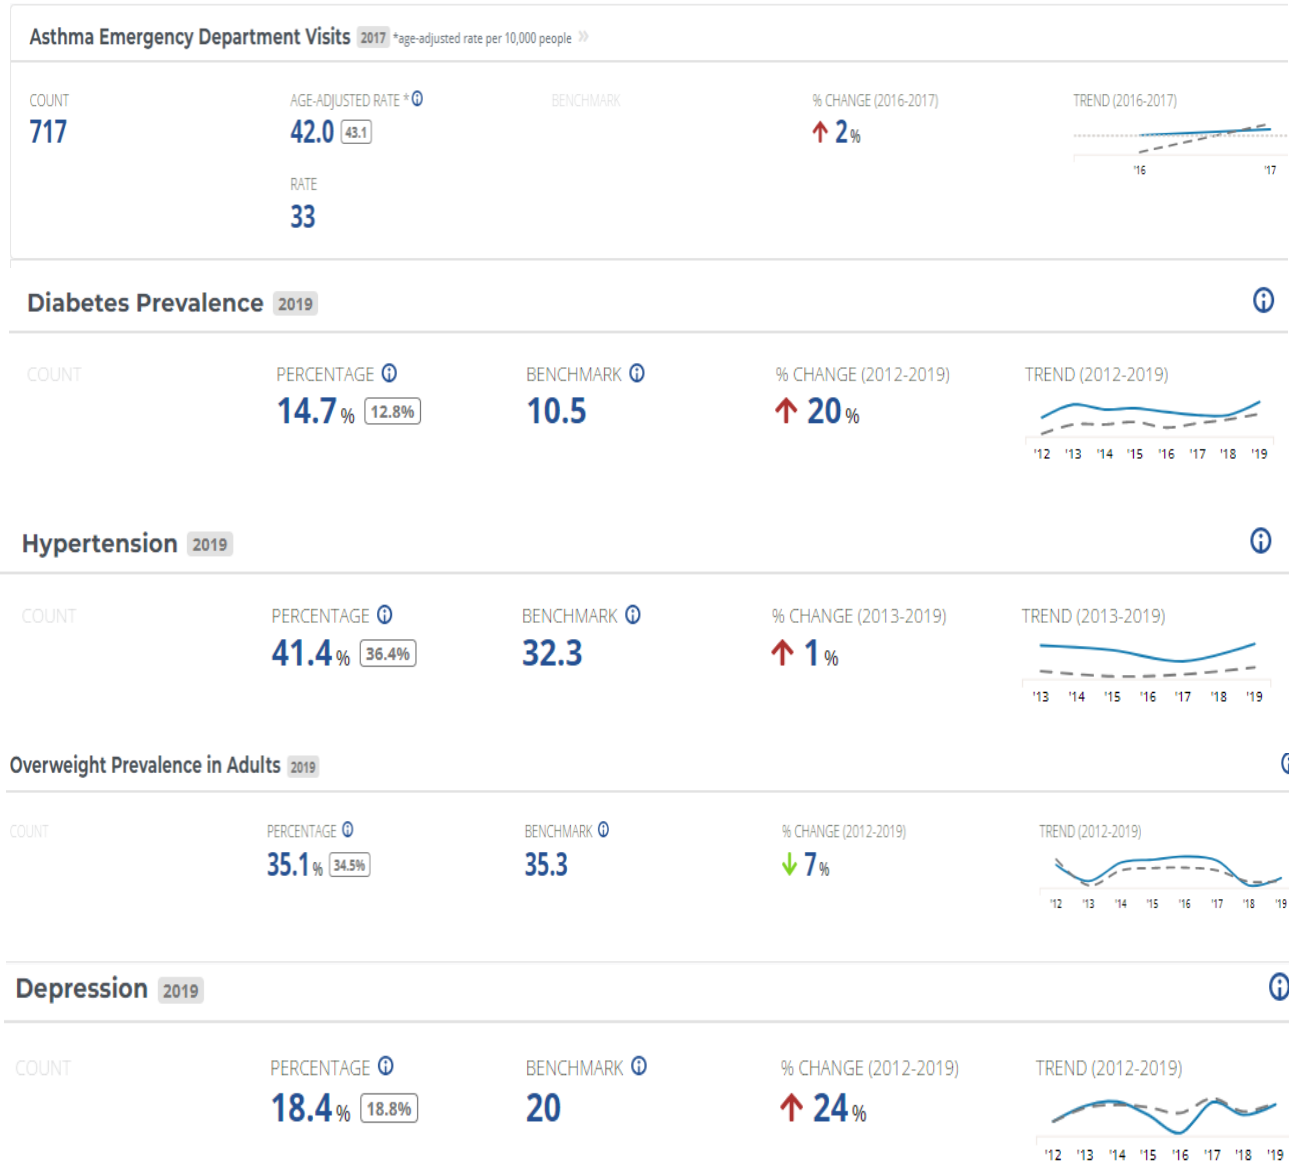 Asthma Emergency Department Visits 2017 *age-adjusted rate per 10,000 people »
COUNT AGE-ADJUSTED RATE * BENCHMARK % CHANGE (2016-2017) TREND (2016-2017)
717 42.0 43.1 2%
'16 '17
RATE
33
Diabetes Prevalence 2019
COUNT PERCENTAGE BENCHMARK % CHANGE (2012-2019) TREND (2012-2019)
14.7% 12.8% 10.5 20%
'12 '13 '14 '15 '16 '17 '18 '19
Hypertension 2019
COUNT PERCENTAGE BENCHMARK % CHANGE (2013-2019) TREND (2013-2019)
41.4% 36.4% 32.3 1%
'13 '14 '15 '16 '17 '18 '19
Overweight Prevalence in Adults 2019
COUNT PERCENTAGE BENCHMARK % CHANGE (2012-2019) TREND (2012-2019)
35.1% 34.5% 35.3 7%
'12 '13 '14 '15 '16 '17 '18 '19
Depression 2019
COUNT PERCENTAGE BENCHMARK % CHANGE (2012-2019) TREND (2012-2019)
18.4% 18.8% 20 24%
'12 '13 '14 '15 '16 '17 '18 '19